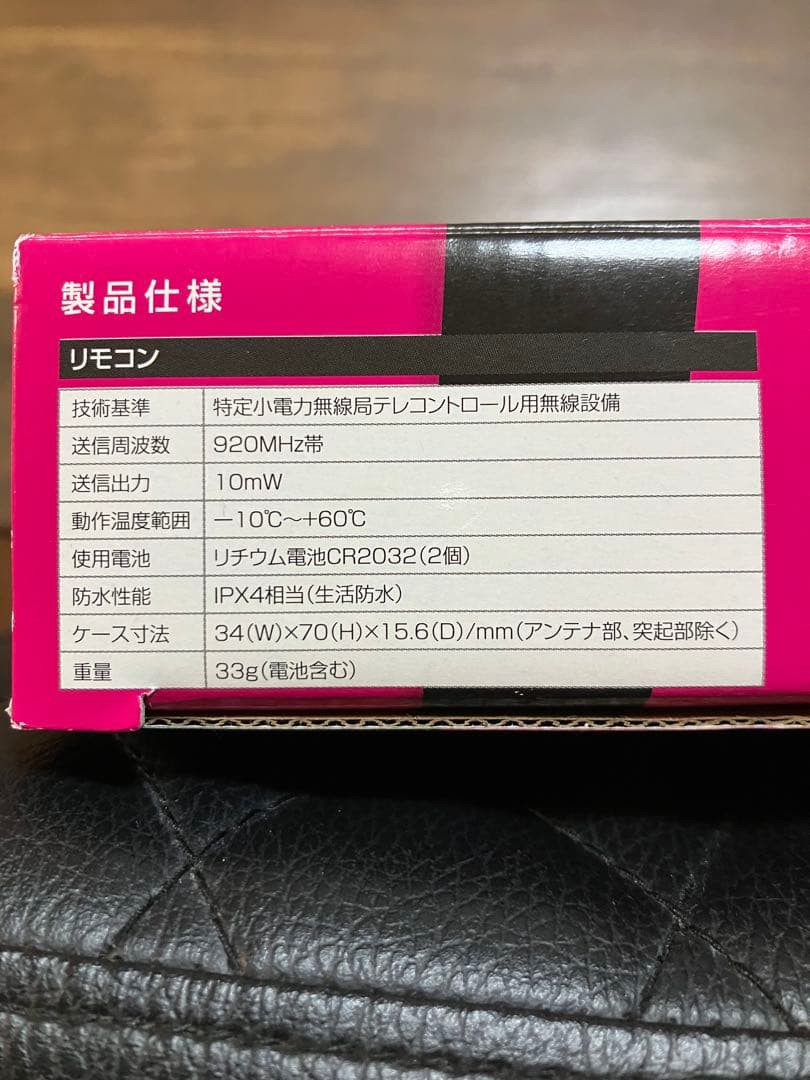 製品仕様
リモコン
技術基準 特定小電力無線局テレコントロール用無線設備
送信周波数 920MHz帯
送信出力 10mW
動作温度範囲 －10℃～+60℃
使用電池 リチウム電池CR2032(2個)
防水性能 IPX4相当(生活防水)
ケース寸法 34(W)×70(H)×15.6(D)/mm(アンテナ部、突起部除く)
重量 33g(電池含む)